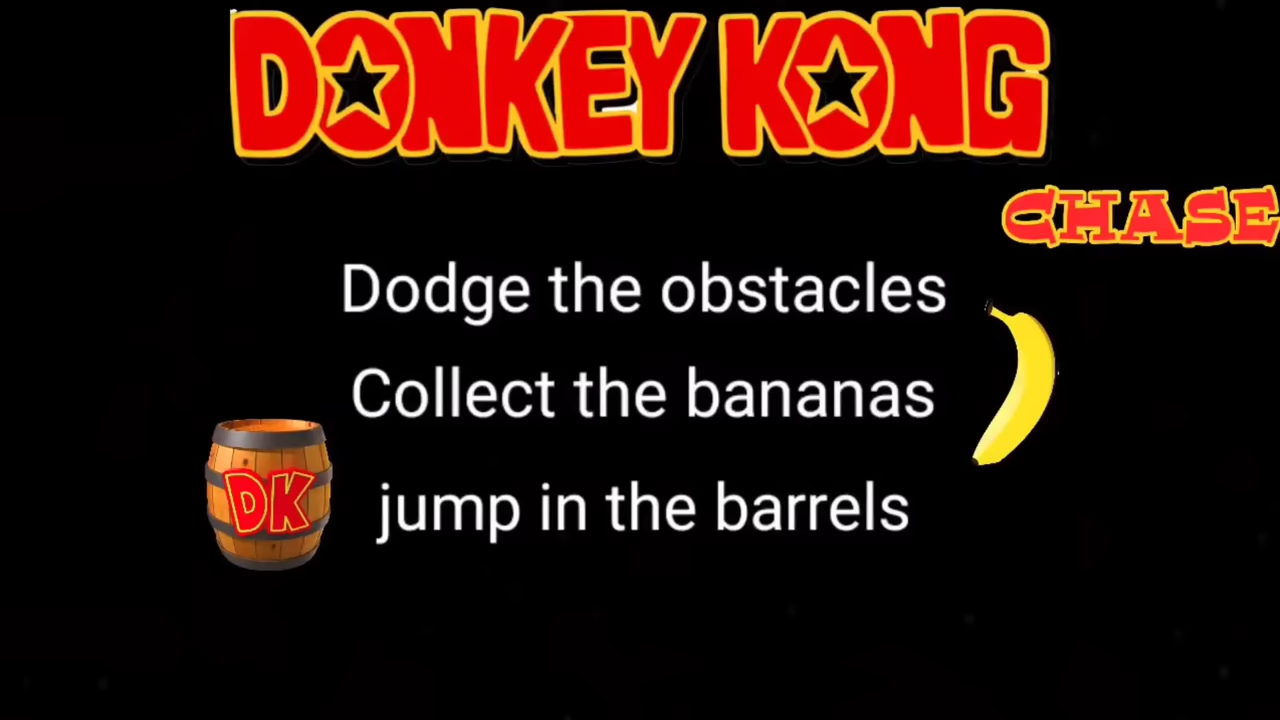 DONKEY KONG
CHASE
Dodge the obstacles
Collect the bananas
DK
jump in the barrels